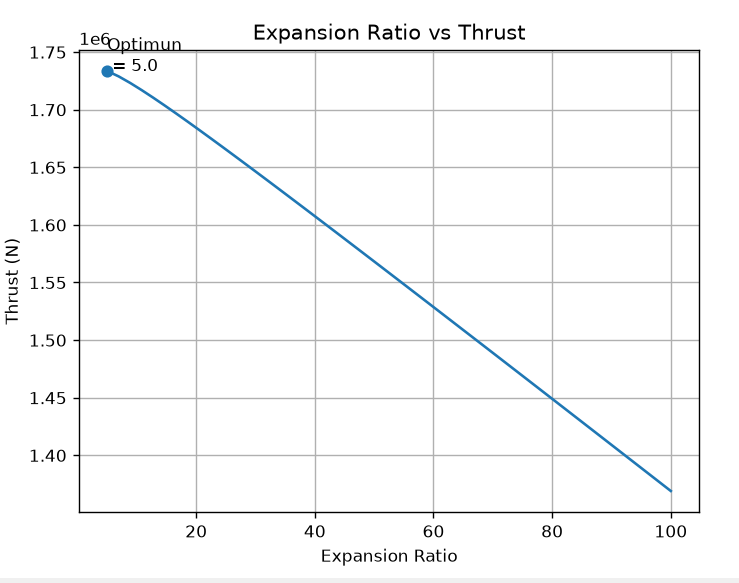 Expansion Ratio vs Thrust
1e6
Optimun
= 5.0
1.75
1.70
1.65
1.60
1.55
1.50
1.45
1.40
Thrust (N)
20 40 60 80 100
Expansion Ratio